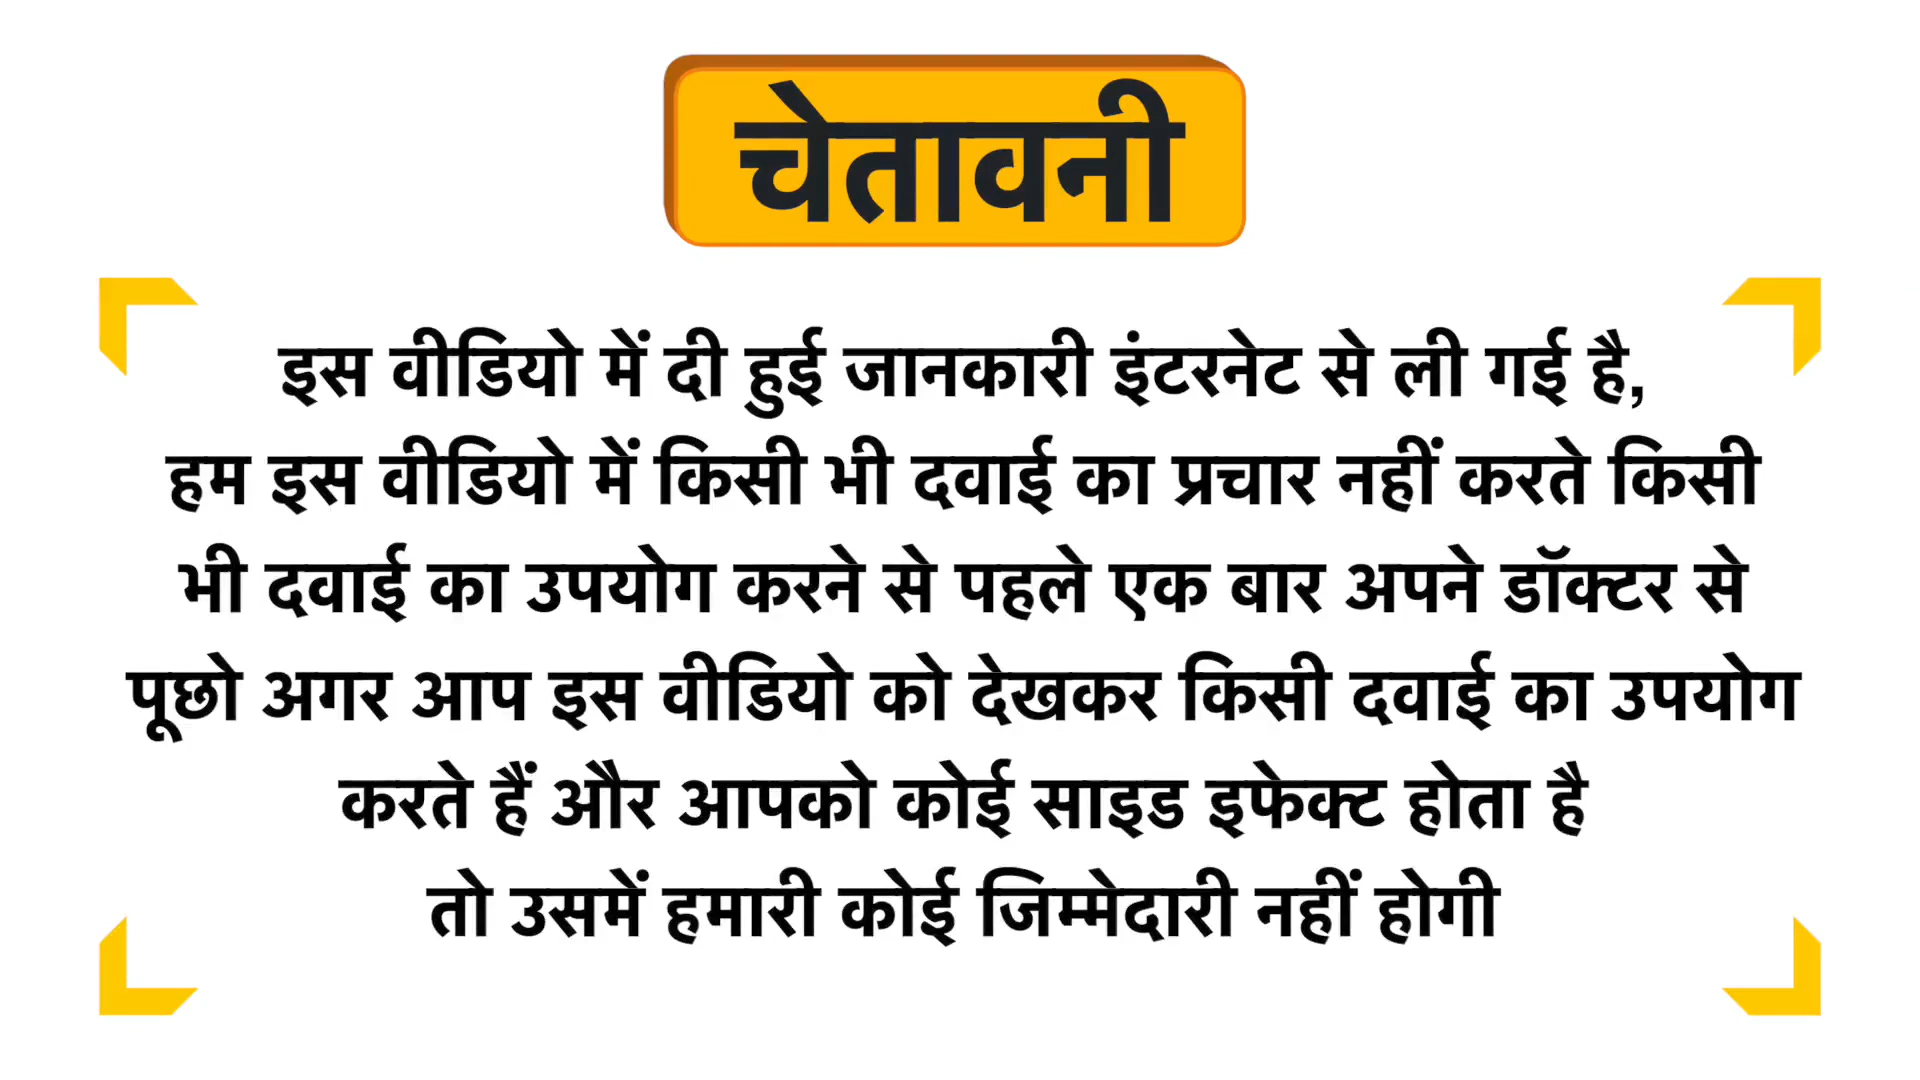 चेतावनी
इस वीडियो में दी हुई जानकारी इंटरनेट से ली गई है,
हम इस वीडियो में किसी भी दवाई का प्रचार नहीं करते किसी
भी दवाई का उपयोग करने से पहले एक बार अपने डॉक्टर से
पूछो अगर आप इस वीडियो को देखकर किसी दवाई का उपयोग
करते हैं और आपको कोई साइड इफेक्ट होता है
तो उसमें हमारी कोई जिम्मेदारी नहीं होगी